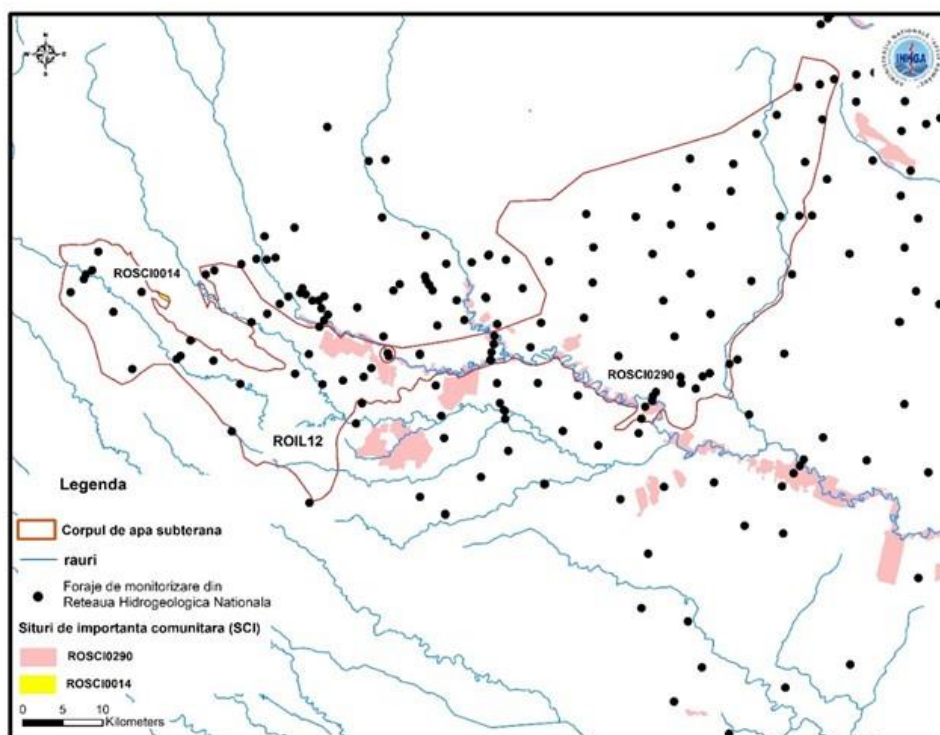 N
E
S
INHGA
ROSCI0014
ROSCI0290
ROIL12
Legenda
Corpul de apa subterana
rauri
Foraje de monitorizare din
Reteaua Hidrogeologica Nationala
Situri de importanta comunitara (SCI)
ROSCI0290
ROSCI0014
0 5 10
Kilometers